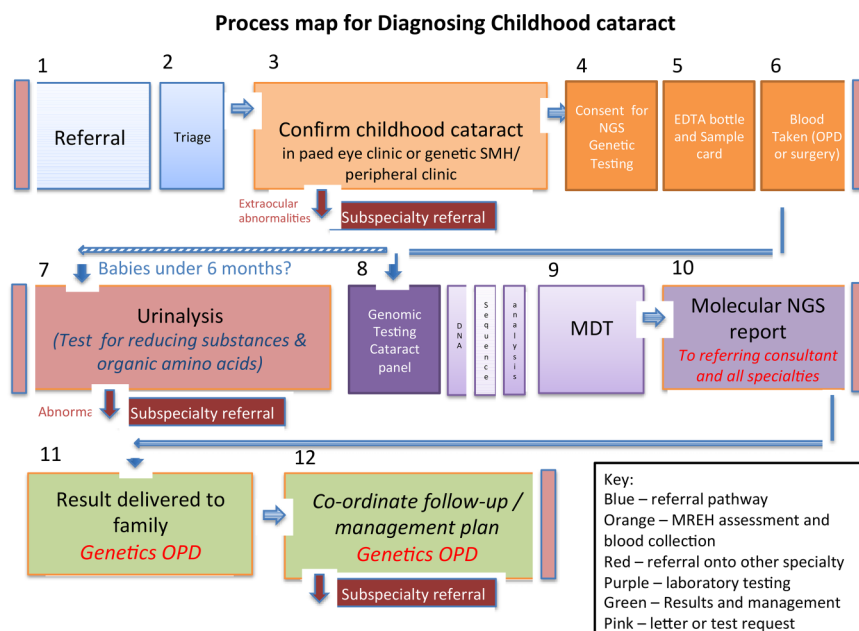 Process map for Diagnosing Childhood cataract
1
2
3
4
5
6
Referral
Triage
Confirm childhood cataract
in paed eye clinic or genetic SMH/
peripheral clinic
Consent for
NGS
Genetic
Testing
EDTA bottle
and Sample
card
Blood
Taken (OPD
or surgery)
Extraocular
abnormalities
Subspecialty referral
7
Babies under 6 months?
8
9
10
Urinalysis
(Test for reducing substances &
organic amino acids)
Genomic
Testing
Cataract
panel
DNA
Sequence
analysis
MDT
Molecular NGS
report
To referring consultant
and all specialties
Abnorma
Subspecialty referral
11
12
Result delivered to
family
Genetics OPD
Co-ordinate follow-up /
management plan
Genetics OPD
Subspecialty referral
Key:
Blue – referral pathway
Orange – MREH assessment and
blood collection
Red – referral onto other specialty
Purple – laboratory testing
Green – Results and management
Pink – letter or test request